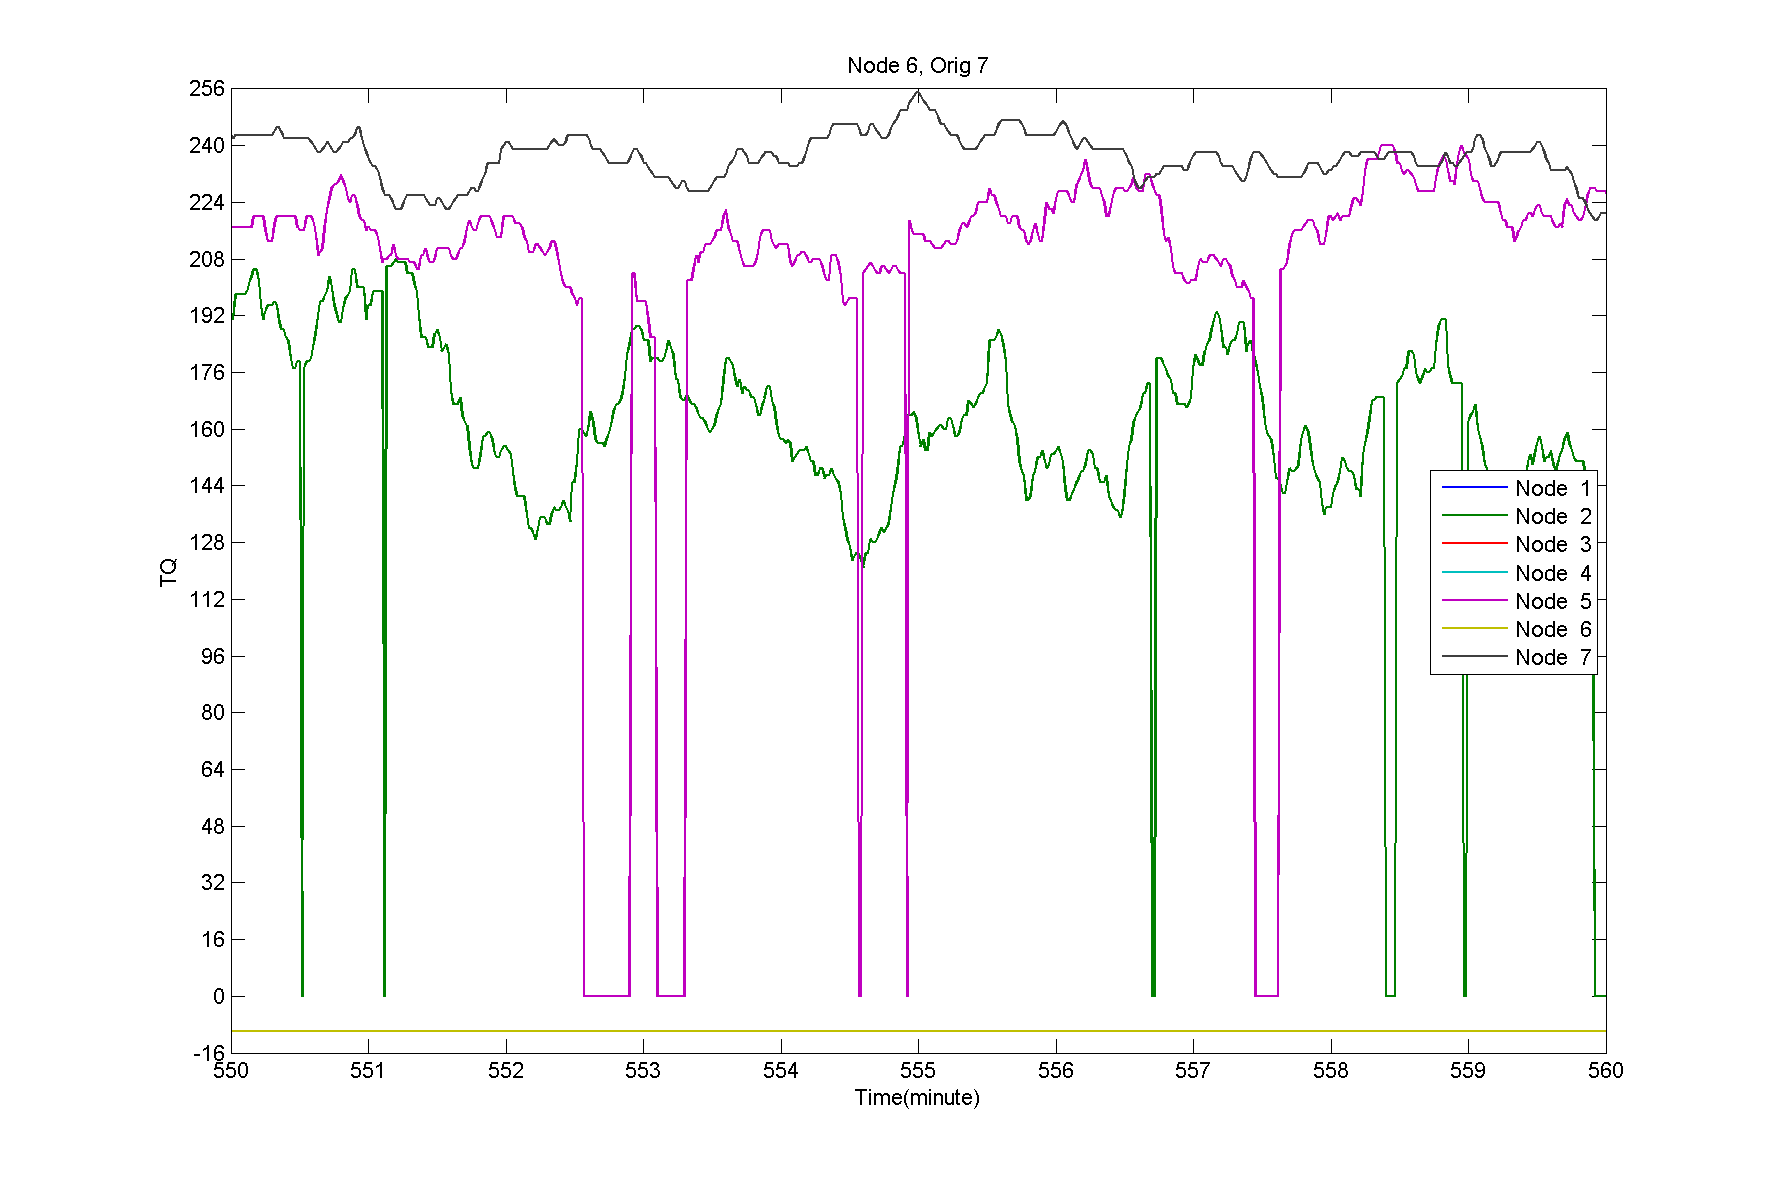 Node 6, Orig 7
256
240
224
208
192
176
160
144
128
112
96
80
64
48
32
16
0
-16
TQ
Node 1
Node 2
Node 3
Node 4
Node 5
Node 6
Node 7
550 551 552 553 554 555 556 557 558 559 560
Time(minute)